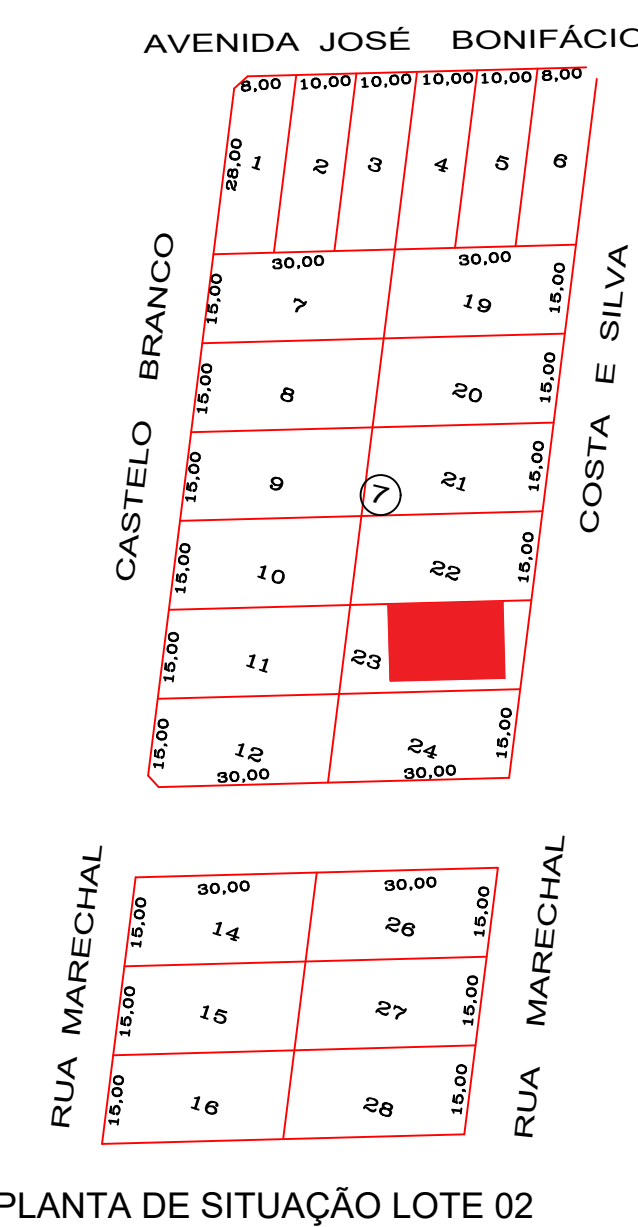 AVENIDA JOSÉ BONIFÁCIO
8,00 10,00 10,00 10,00 10,00 8,00
28,00 1 2 3 4 5 6
30,00 30,00
15,00 7 19 15,00
15,00 8 20 15,00
15,00 9 21 15,00
7
15,00 10 22 15,00
15,00 11 23
15,00 12 24 15,00
30,00 30,00
CASTELO BRANCO
COSTA E SILVA
30,00 30,00
15,00 14 26 15,00
15,00 15 27 15,00
15,00 16 28 15,00
RUA MARECHAL
RUA MARECHAL
PLANTA DE SITUAÇÃO LOTE 02